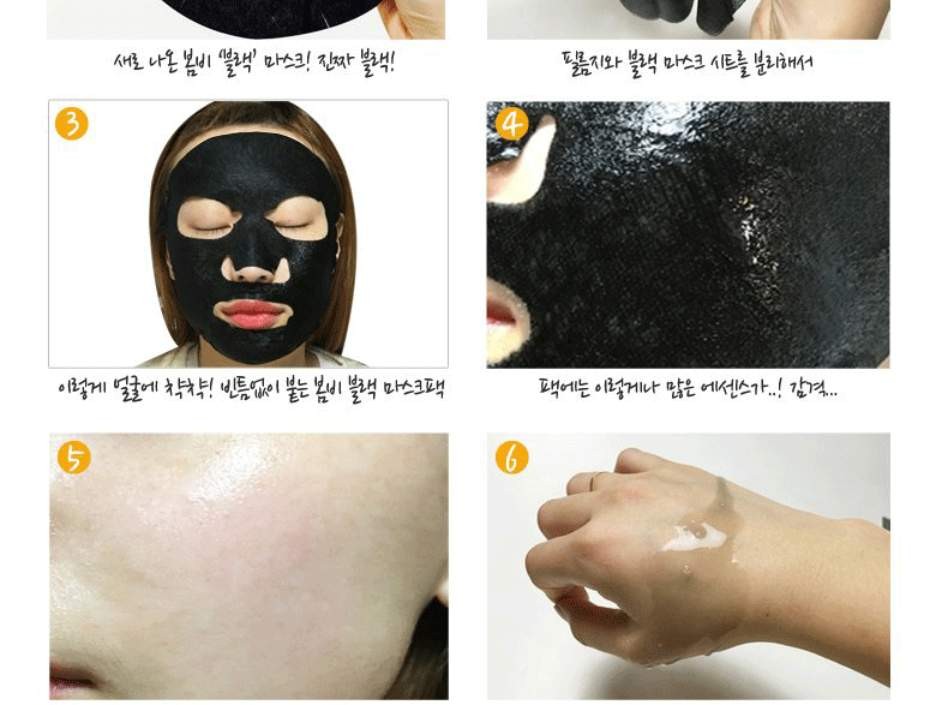 새로 나온 봄비 '블랙' 마스크! 진짜 블랙!
필름지와 블랙 마스크 시트를 분리해서
3
4
이렇게 얼굴에 챡챡! 빈틈없이 붙는 봄비 블랙 마스크팩
팩에는 이렇게나 많은 에센스가..! 감격...
5
6